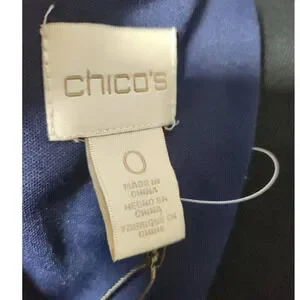 chico's
0
MADE IN
CHINA
HECHO EN
CHINA
FABRIQUE EN
CHINE